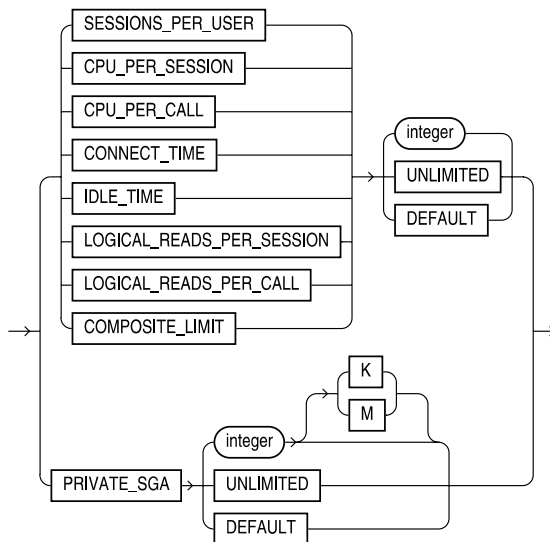 SESSIONS_PER_USER
CPU_PER_SESSION
CPU_PER_CALL
CONNECT_TIME
IDLE_TIME
LOGICAL_READS_PER_SESSION
LOGICAL_READS_PER_CALL
COMPOSITE_LIMIT
integer
UNLIMITED
DEFAULT
PRIVATE_SGA
integer
K
M
UNLIMITED
DEFAULT